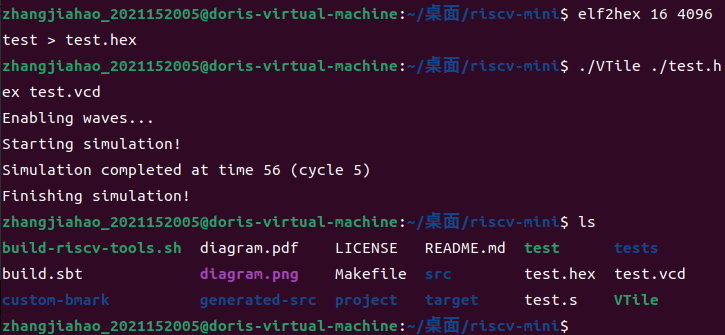 zhangjiahao_2021152005@doris-virtual-machine:~/桌面/riscv-mini$ elf2hex 16 4096
test > test.hex
zhangjiahao_2021152005@doris-virtual-machine:~/桌面/riscv-mini$ ./VTile ./test.h
ex test.vcd
Enabling waves...
Starting simulation!
Simulation completed at time 56 (cycle 5)
Finishing simulation!
zhangjiahao_2021152005@doris-virtual-machine:~/桌面/riscv-mini$ ls
build-riscv-tools.sh diagram.pdf LICENSE README.md test tests
build.sbt diagram.png Makefile src test.hex test.vcd
custom-bmark generated-src project target test.s VTile
zhangjiahao_2021152005@doris-virtual-machine:~/桌面/riscv-mini$